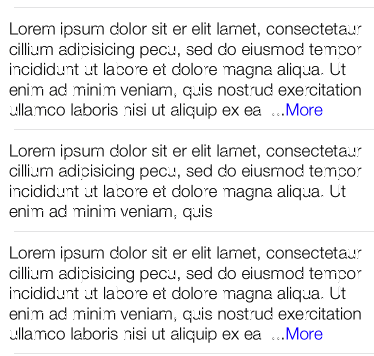 Lorem ipsum dolor sit er elit lamet, consectetaur
cillium adipisicing pecu, sed do eiusmod tempor
incididunt ut labore et dolore magna aliqua. Ut
enim ad minim veniam, quis nostrud exercitation
ullamco laboris nisi ut aliquip ex ea ...More
Lorem ipsum dolor sit er elit lamet, consectetaur
cillium adipisicing pecu, sed do eiusmod tempor
incididunt ut labore et dolore magna aliqua. Ut
enim ad minim veniam, quis
Lorem ipsum dolor sit er elit lamet, consectetaur
cillium adipisicing pecu, sed do eiusmod tempor
incididunt ut labore et dolore magna aliqua. Ut
enim ad minim veniam, quis nostrud exercitation
ullamco laboris nisi ut aliquip ex ea ...More